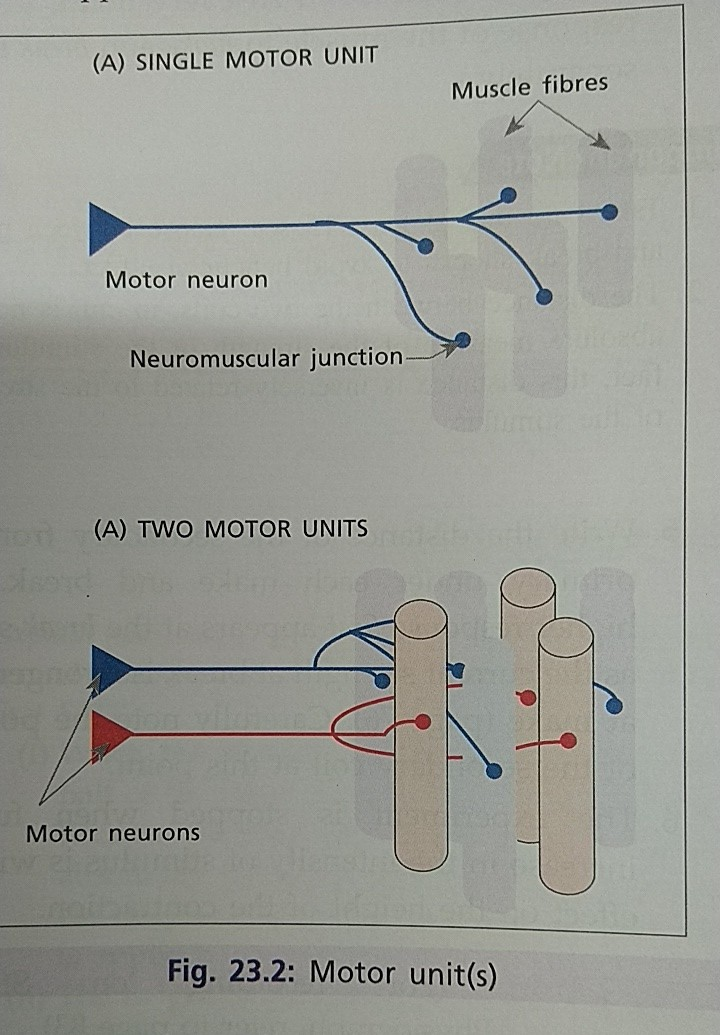 (A) SINGLE MOTOR UNIT
Muscle fibres
Motor neuron
Neuromuscular junction
(A) TWO MOTOR UNITS
Motor neurons
Fig. 23.2: Motor unit(s)